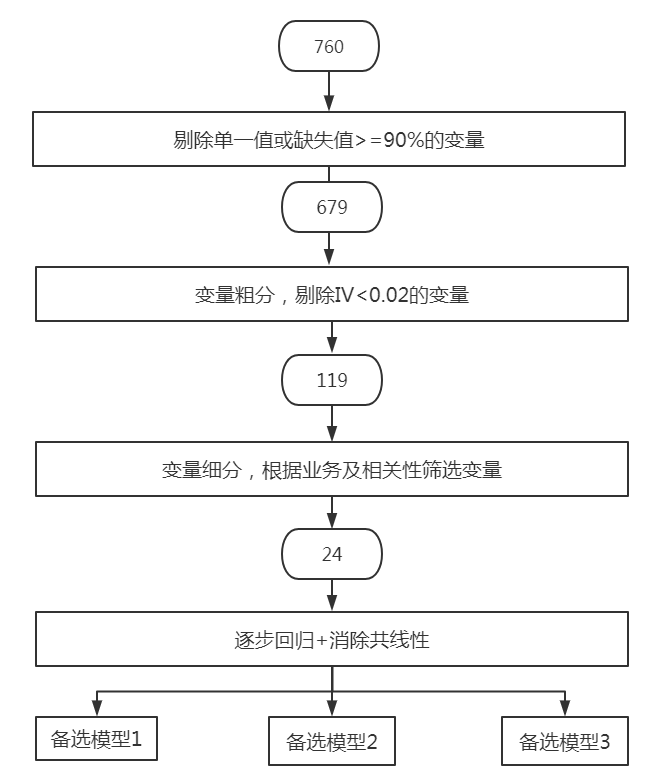 760
剔除单一值或缺失值>=90%的变量
679
变量粗分，剔除IV<0.02的变量
119
变量细分，根据业务及相关性筛选变量
24
逐步回归+消除共线性
备选模型1
备选模型2
备选模型3